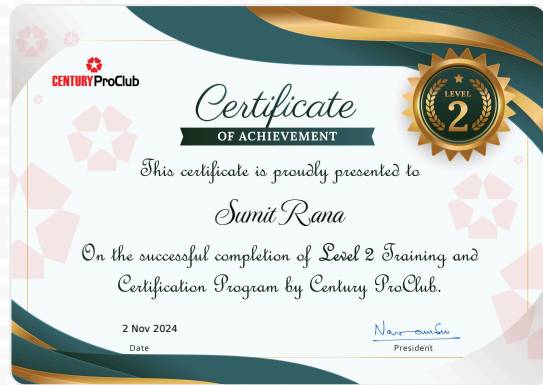 CENTURY ProClub
LEVEL
2
Certificate
OF ACHIEVEMENT
This certificate is proudly presented to
Sumit Rana
On the successful completion of Level 2 Training and
Certification Program by Century ProClub.
2 Nov 2024
Date
President